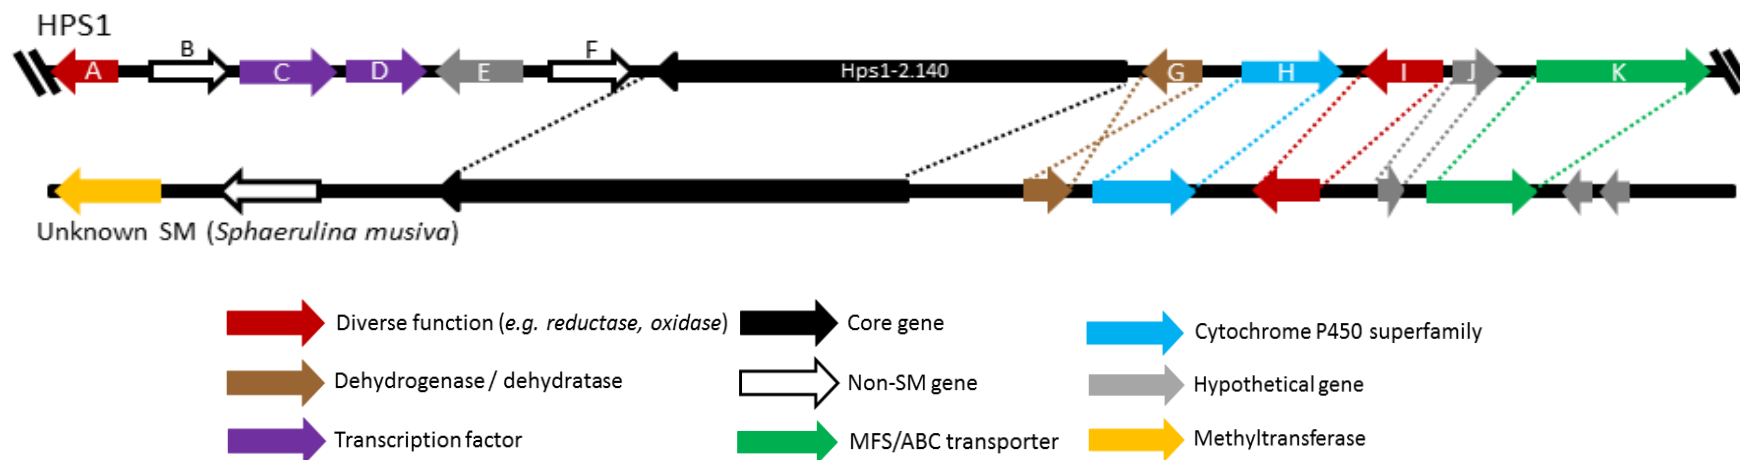 HPS1
A B C D E F Hps1-2.140 G H I J K
Unknown SM (Sphaerulina musiva)
Diverse function (e.g. reductase, oxidase)
Core gene
Cytochrome P450 superfamily
Dehydrogenase / dehydratase
Non-SM gene
Hypothetical gene
Transcription factor
MFS/ABC transporter
Methyltransferase